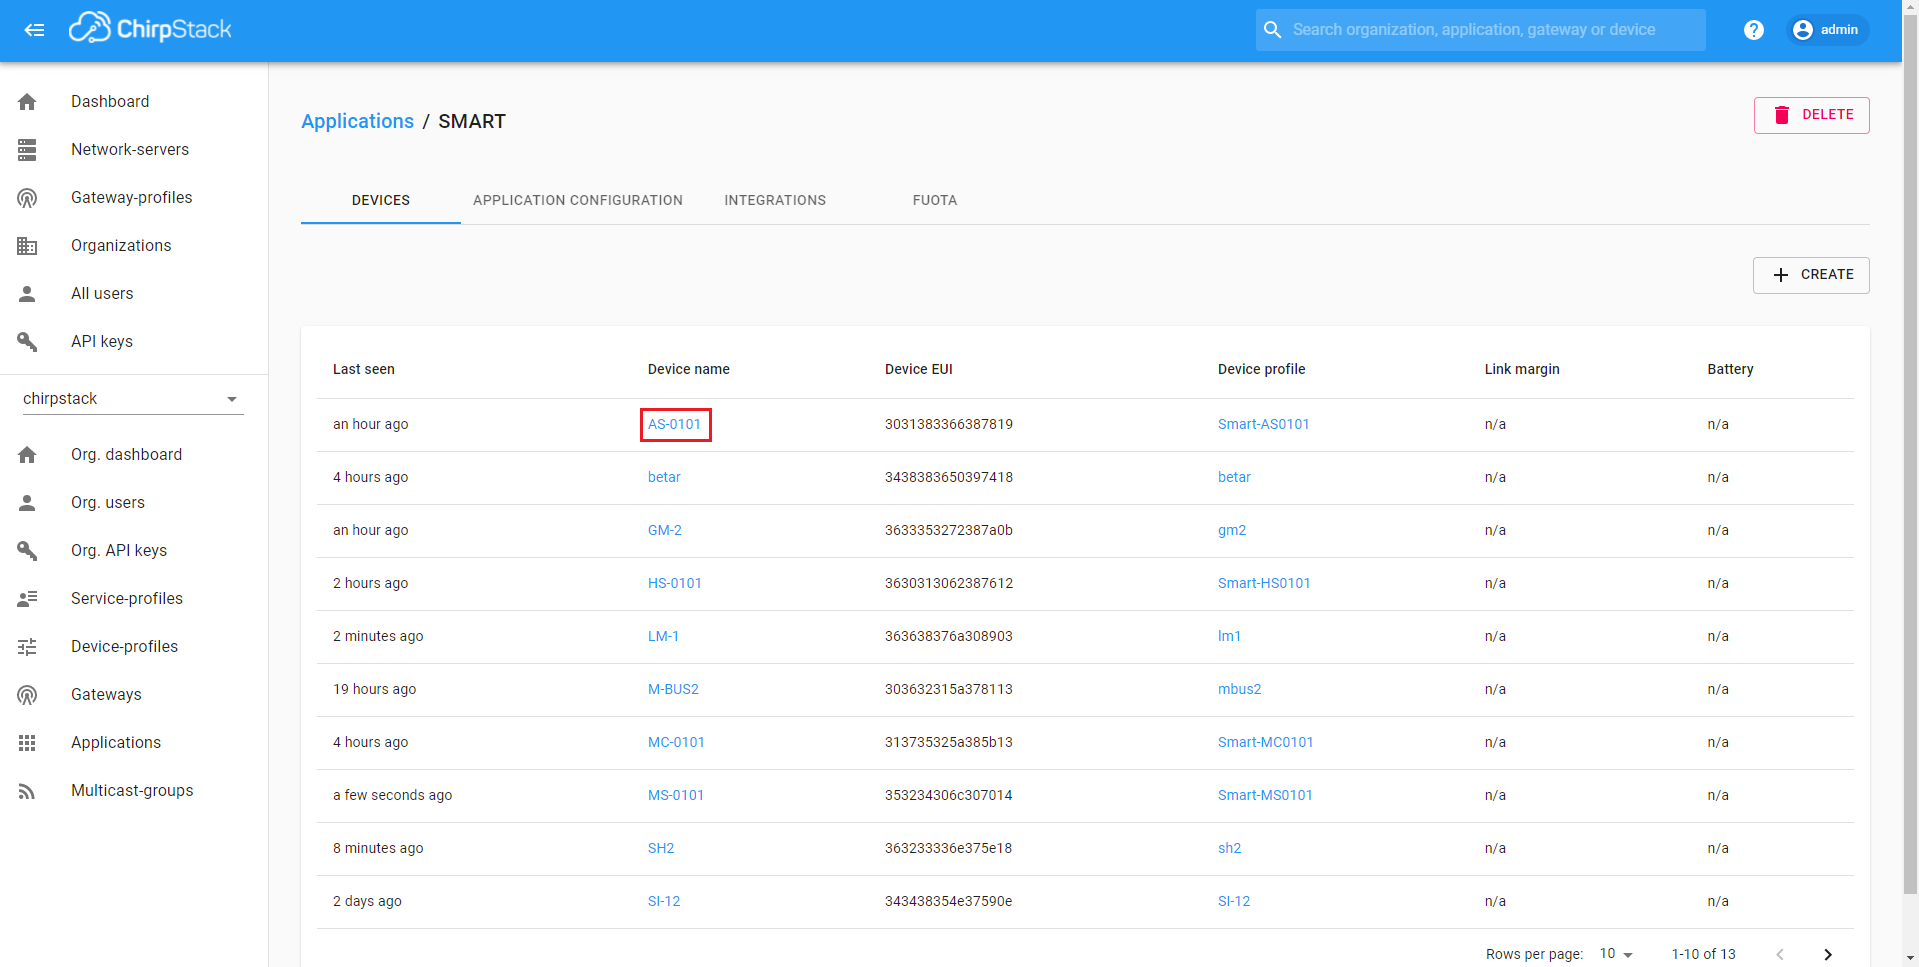 ChirpStack
Search organization, application, gateway or device
? admin
Dashboard
Network-servers
Gateway-profiles
Organizations
All users
API keys
chirpstack
Org. dashboard
Org. users
Org. API keys
Service-profiles
Device-profiles
Gateways
Applications
Multicast-groups
Applications / SMART
DELETE
DEVICES APPLICATION CONFIGURATION INTEGRATIONS FUOTA
CREATE
Last seen Device name Device EUI Device profile Link margin Battery
an hour ago AS-0101 3031383366387819 Smart-AS0101 n/a n/a
4 hours ago betar 3438383650397418 betar n/a n/a
an hour ago GM-2 3633353272387a0b gm2 n/a n/a
2 hours ago HS-0101 3630313062387612 Smart-HS0101 n/a n/a
2 minutes ago LM-1 363638376a308903 lm1 n/a n/a
19 hours ago M-BUS2 303632315a378113 mbus2 n/a n/a
4 hours ago MC-0101 313735325a385b13 Smart-MC0101 n/a n/a
a few seconds ago MS-0101 353234306c307014 Smart-MS0101 n/a n/a
8 minutes ago SH2 363233336e375e18 sh2 n/a n/a
2 days ago SI-12 343438354e37590e SI-12 n/a n/a
Rows per page: 10 1-10 of 13